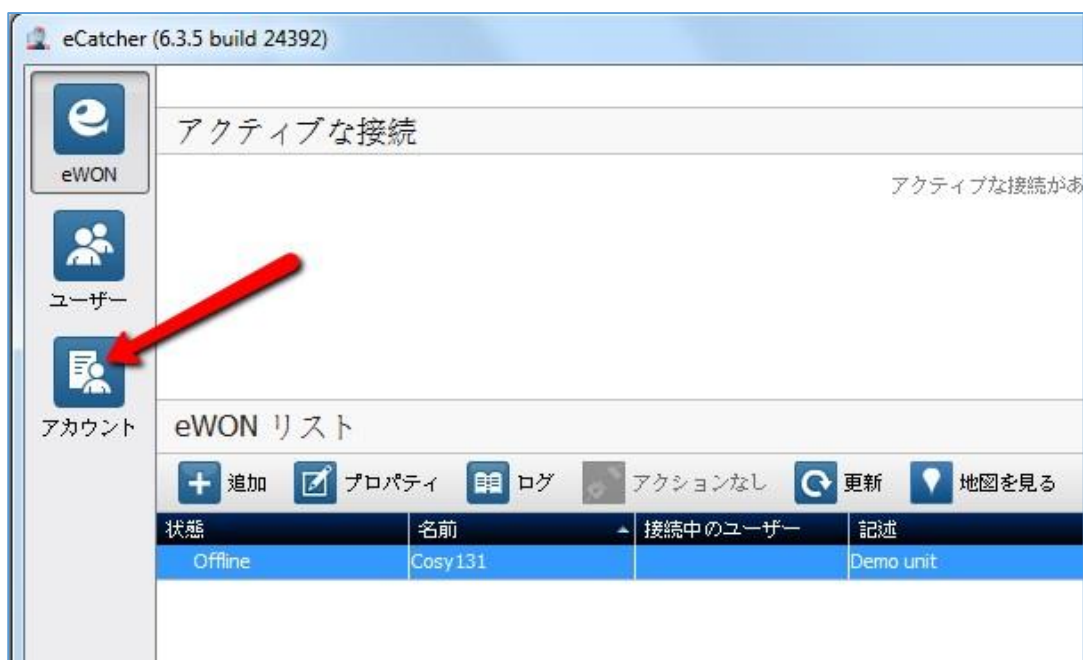 eCatcher (6.3.5 build 24392)
eWON
ユーザー
アカウント
アクティブな接続
アクティブな接続があ
eWON リスト
追加 プロパティ ログ アクションなし 更新 地図を見る
状態 名前 接続中のユーザー 記述
Offline Cosy131 Demo unit